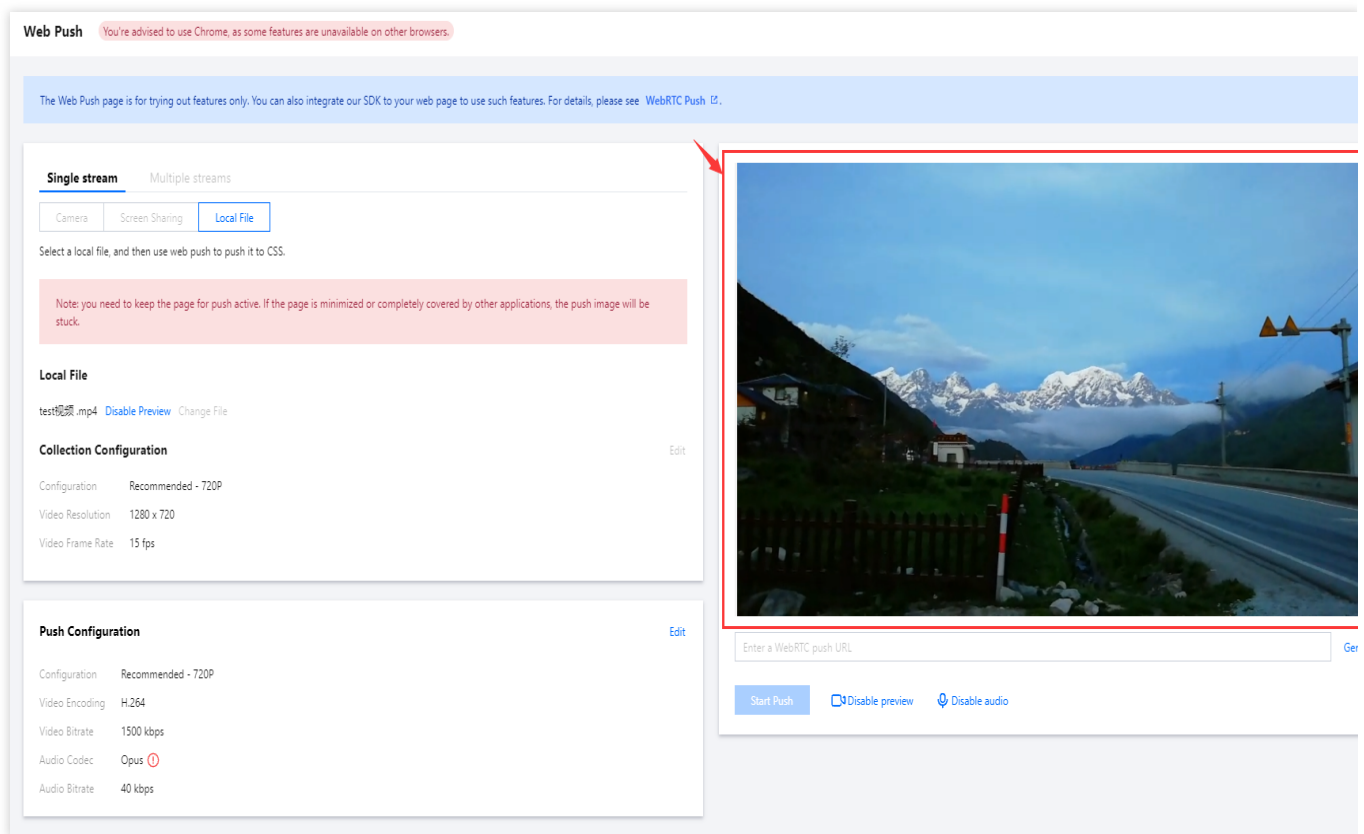 Web Push You're advised to use Chrome, as some features are unavailable on other browsers.
The Web Push page is for trying out features only. You can also integrate our SDK to your web page to use such features. For details, please see WebRTC Push .
Single stream Multiple streams
Camera Screen Sharing Local File
Select a local file, and then use web push to push it to CSS.
Note: you need to keep the page for push active. If the page is minimized or completely covered by other applications, the push image will be
stuck.
Local File
test视频 .mp4 Disable Preview Change File
Collection Configuration Edit
Configuration Recommended - 720P
Video Resolution 1280 x 720
Video Frame Rate 15 fps
Push Configuration Edit
Configuration Recommended - 720P
Video Encoding H.264
Video Bitrate 1500 kbps
Audio Codec Opus
Audio Bitrate 40 kbps
Enter a WebRTC push URL
Start Push Disable preview Disable audio